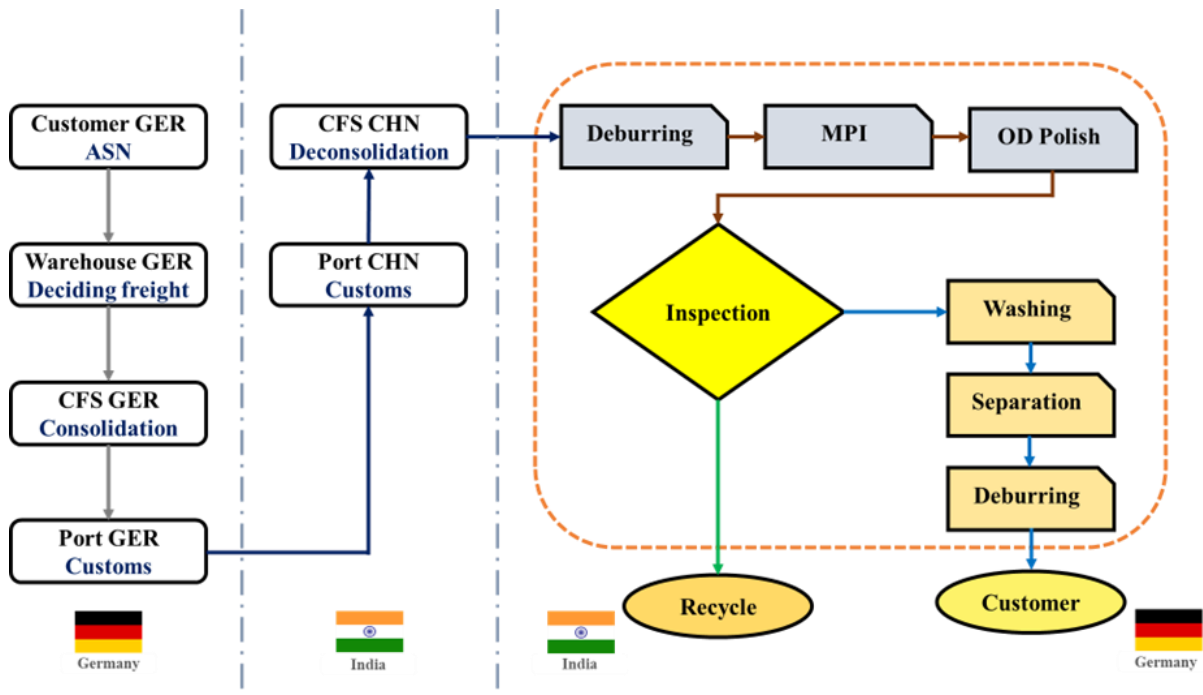 Customer GER
ASN
Warehouse GER
Deciding freight
CFS GER
Consolidation
Port GER
Customs
Germany
CFS CHN
Deconsolidation
Port CHN
Customs
India
Deburring
MPI
OD Polish
Inspection
Washing
Separation
Deburring
Recycle
Customer
India
Germany